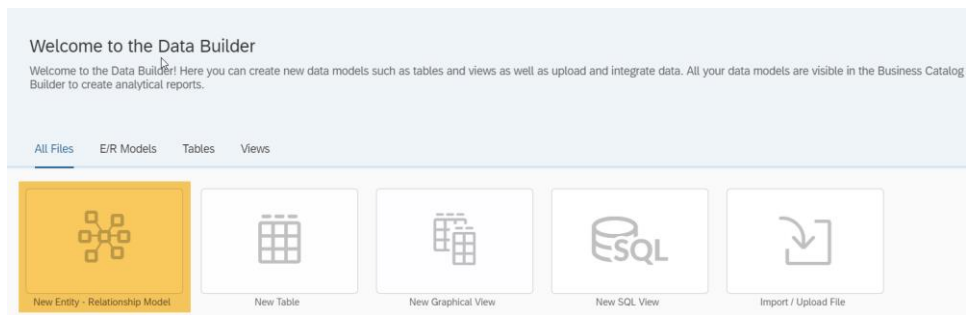 Welcome to the Data Builder
Welcome to the Data Builder! Here you can create new data models such as tables and views as well as upload and integrate data. All your data models are visible in the Business Catalog
Builder to create analytical reports.
All Files E/R Models Tables Views
SQL
New Entity - Relationship Model New Table New Graphical View New SQL View Import / Upload File